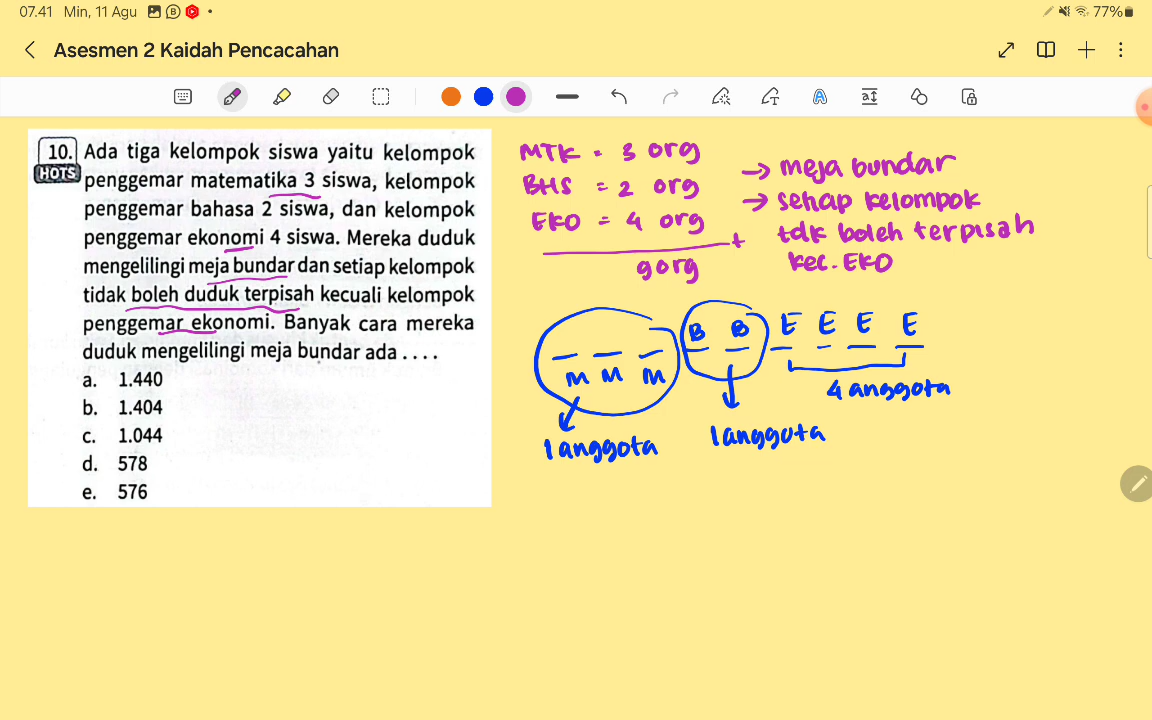 07.41 Min, 11 Agu
77%
Asesmen 2 Kaidah Pencacahan
10. Ada tiga kelompok siswa yaitu kelompok
HOTS penggemar matematika 3 siswa, kelompok
penggemar bahasa 2 siswa, dan kelompok
penggemar ekonomi 4 siswa. Mereka duduk
mengelilingi meja bundar dan setiap kelompok
tidak boleh duduk terpisah kecuali kelompok
penggemar ekonomi. Banyak cara mereka
duduk mengelilingi meja bundar ada . . . .
a. 1.440
b. 1.404
c. 1.044
d. 578
e. 576
MTK = 3 org
BHS = 2 org
EKO = 4 org
+
9 org
→ meja bundar
→ setiap kelompok
tdk boleh terpisah
kec. EKO
B B E E E E
M M M
4 anggota
1 anggota
1 anggota